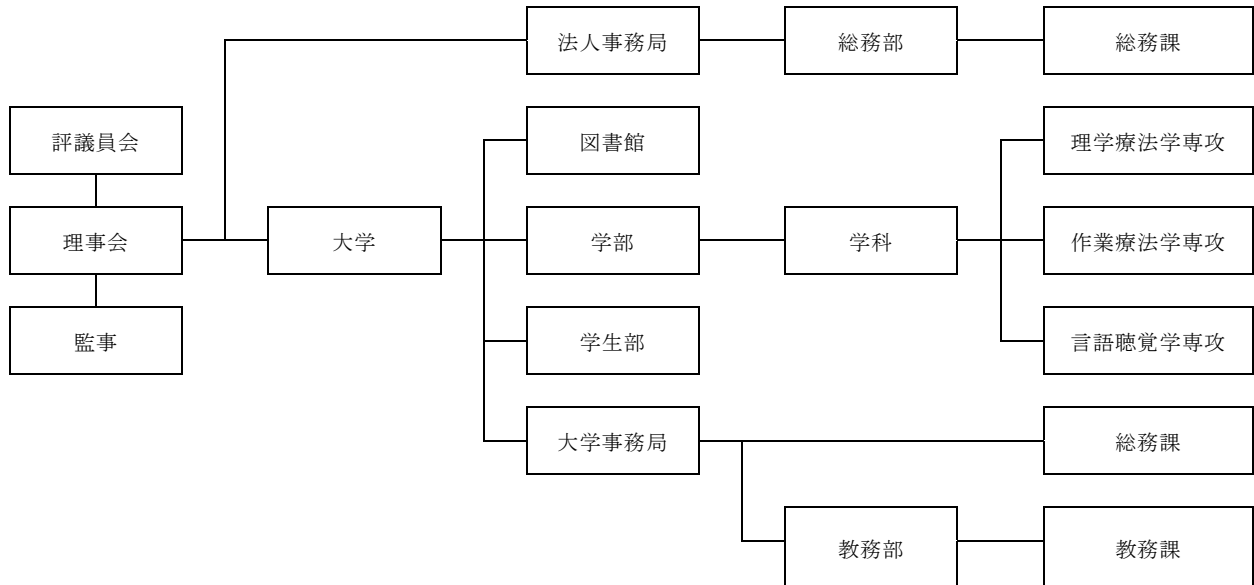 法人事務局
総務部
総務課
評議員会
図書館
理学療法学専攻
理事会
大学
学部
学科
作業療法学専攻
監事
学生部
言語聴覚学専攻
大学事務局
総務課
教務部
教務課